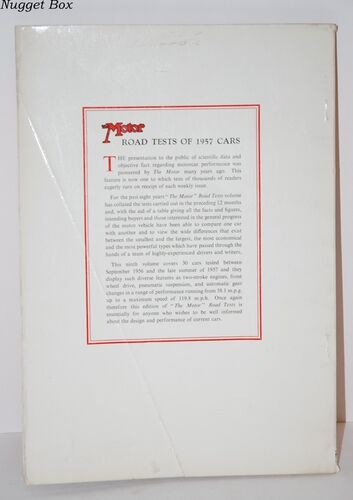 Nugget Box
The Motor
ROAD TESTS OF 1957 CARS
THE presentation to the public of scientific data and
objective fact regarding motorcar performance was
pioneered by The Motor many years ago. This
feature is now one to which tens of thousands of readers
eagerly turn on receipt of each weekly issue.
For the past eight years "The Motor" Road Tests volume
has collated the tests carried out in the preceding 12 months
and, with the aid of a table giving all the facts and figures,
intending buyers and those interested in the general progress
of the motor vehicle have been able to compare one car
with another and to view the wide differences that exist
between the smallest and the largest, the most economical
and the most powerful types which have passed through the
hands of a team of highly-experienced drivers and writers.
This ninth volume covers 50 cars tested between
September 1956 and the late summer of 1957 and they
display such diverse features as two-stroke engines, front
wheel drive, pneumatic suspension, and automatic gear
changes in a range of performance running from 58.1 m.p.g.
up to a maximum speed of 119.8 m.p.h. Once again
therefore this edition of "The Motor" Road Tests is
essential for anyone who wishes to be well informed
about the design and performance of current cars.